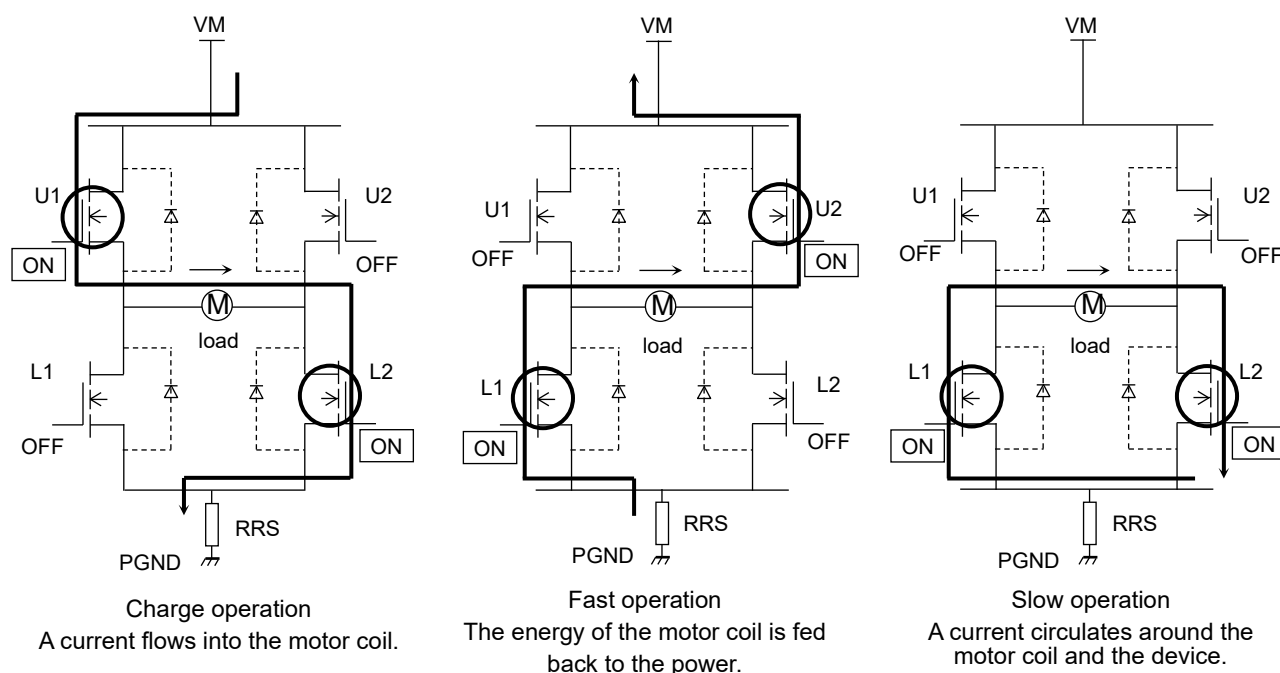 VM
U1
U2
ON
OFF
M
load
L1
L2
OFF
ON
RRS
PGND
Charge operation
A current flows into the motor coil.
VM
U1
U2
OFF
ON
M
load
L1
L2
ON
OFF
RRS
PGND
Fast operation
The energy of the motor coil is fed
back to the power.
VM
U1
U2
OFF
OFF
M
load
L1
L2
ON
ON
RRS
PGND
Slow operation
A current circulates around the
motor coil and the device.